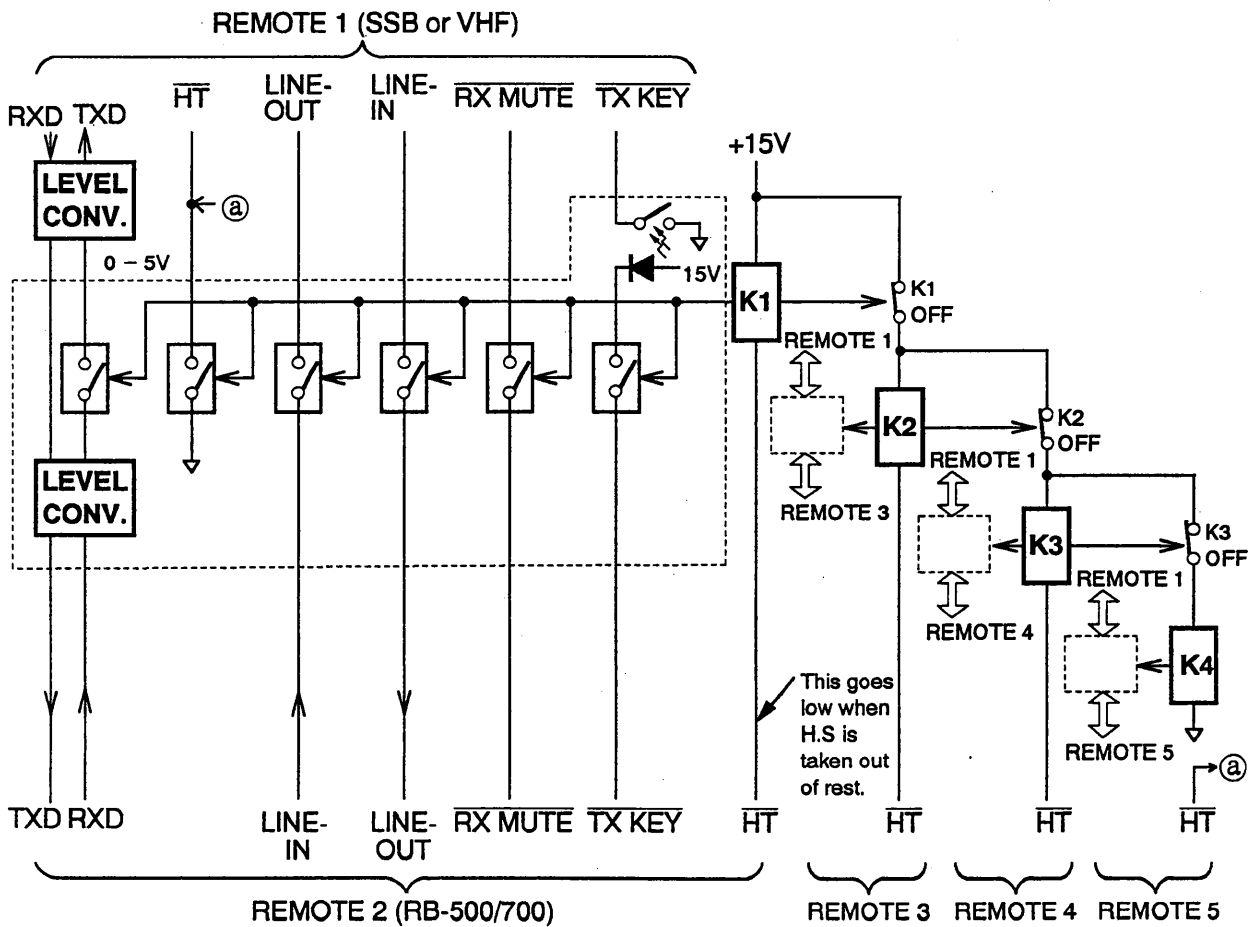 REMOTE 1 (SSB or VHF)
RXD TXD
HT
LINE-
OUT
LINE-
IN
RX MUTE
TX KEY
+15V
LEVEL
CONV.
ⓐ
0 – 5V
15V
K1
K1
OFF
REMOTE 1
K2
K2
OFF
REMOTE 3
REMOTE 1
K3
K3
OFF
REMOTE 4
REMOTE 1
K4
REMOTE 5
LEVEL
CONV.
This goes
low when
H.S is
taken out
of rest.
ⓐ
TXD RXD
LINE-
IN
LINE-
OUT
RX MUTE
TX KEY
HT
HT
HT
HT
REMOTE 2 (RB-500/700)
REMOTE 3
REMOTE 4
REMOTE 5